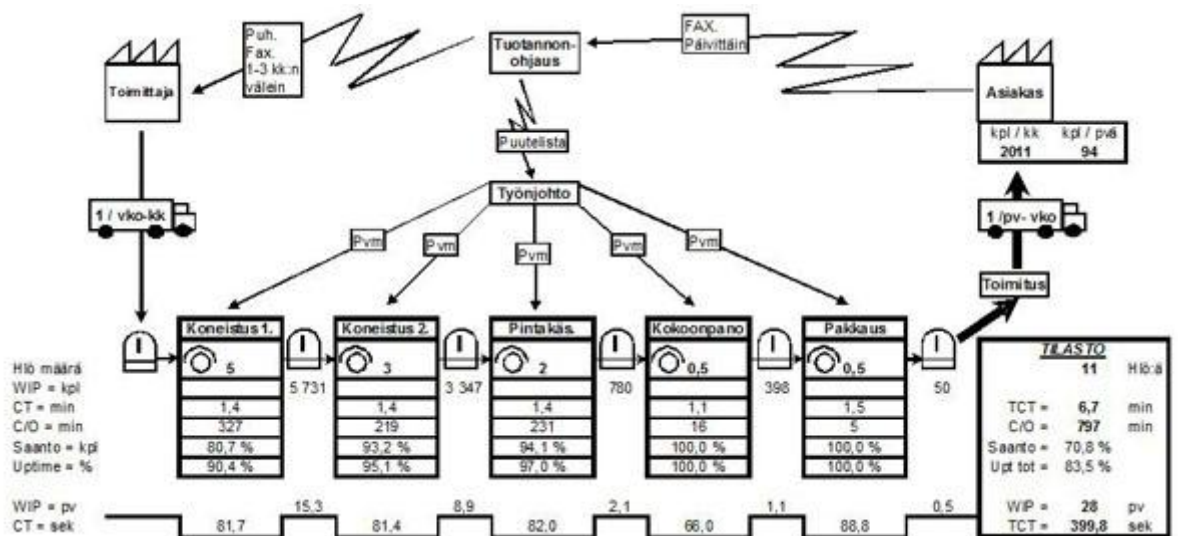 Puh.
Fax.
1-3 kk:n
välein
Tuotannon-
ohjaus
FAX.
Päivittäin
Toimittaja
Asiakas
kpl / kk kpl / pvä
2011 94
Puutelista
Työnjohto
1 / vko-kk
1 /pv- vko
Pvm Pvm Pvm Pvm Pvm
Toimitus
I Koneistus 1. I Koneistus 2. I Pintakäs. I Kokoonpano I Pakkaus I
Hlö määrä 5 3 2 0,5 0,5
WIP = kpl 5 731 3 347 780 398 50
CT = min 1,4 1,4 1,4 1,1 1,5
C/O = min 327 219 231 16 5
Saanto = kpl 80,7 % 93,2 % 94,1 % 100,0 % 100,0 %
Uptime = % 90,4 % 95,1 % 97,0 % 100,0 % 100,0 %
WIP = pv 15,3 8,9 2,1 1,1 0,5
CT = sek 81,7 81,4 82,0 66,0 88,8
TILASTO
11 Hlö:ä
TCT = 6,7 min
C/O = 797 min
Saanto = 70,8 %
Upt tot = 83,5 %
WIP = 28 pv
TCT = 399,8 sek